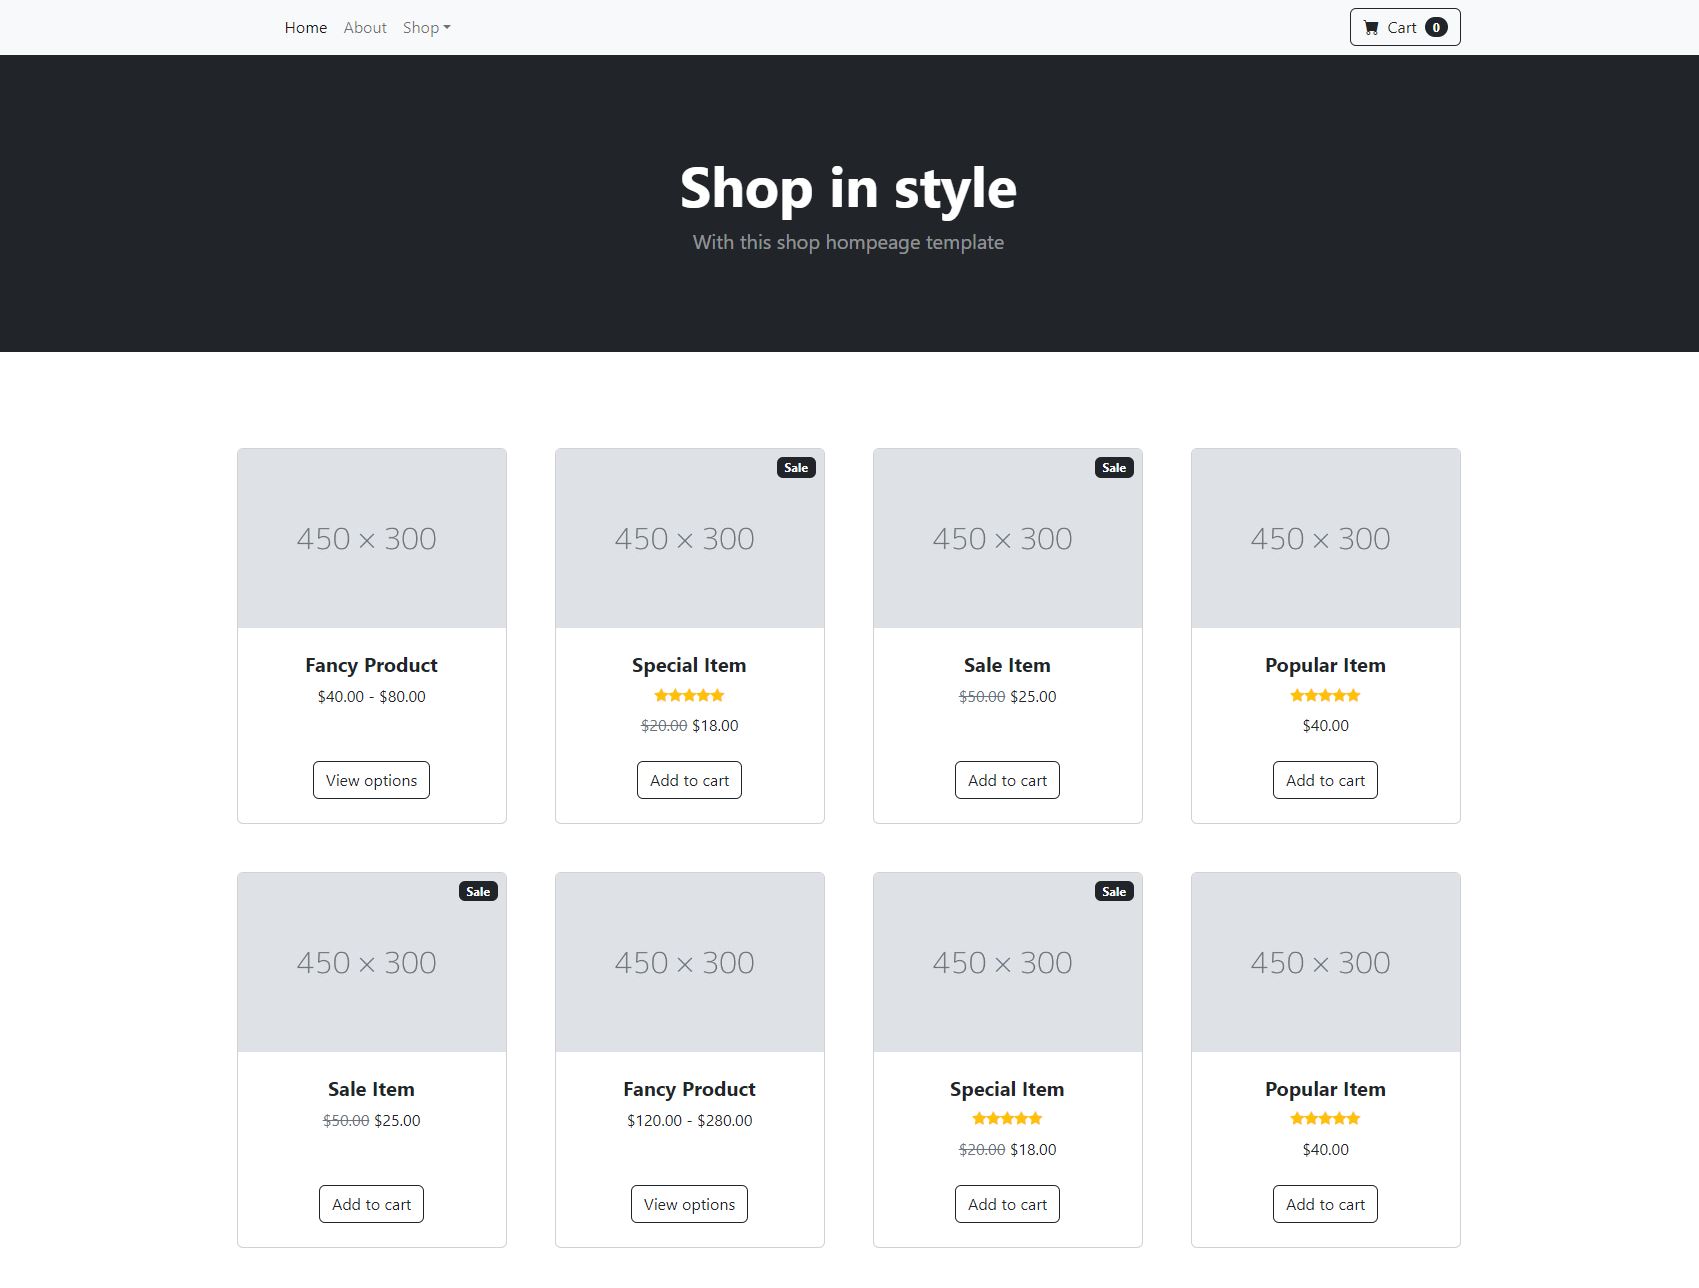 Home About Shop Cart 0
Shop in style
With this shop hompeage template
Sale Sale
450 × 300 450 × 300 450 × 300 450 × 300
Fancy Product Special Item Sale Item Popular Item
$40.00 - $80.00 $50.00 $25.00
$20.00 $18.00 $40.00
View options Add to cart Add to cart Add to cart
Sale Sale
450 × 300 450 × 300 450 × 300 450 × 300
Sale Item Fancy Product Special Item Popular Item
$50.00 $25.00 $120.00 - $280.00
$20.00 $18.00 $40.00
Add to cart View options Add to cart Add to cart